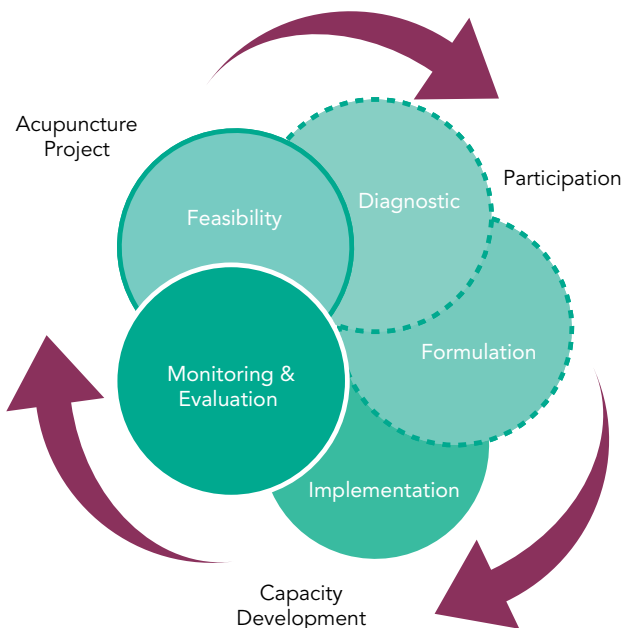 Acupuncture
Project
Feasibility
Diagnostic
Participation
Formulation
Monitoring &
Evaluation
Implementation
Capacity
Development